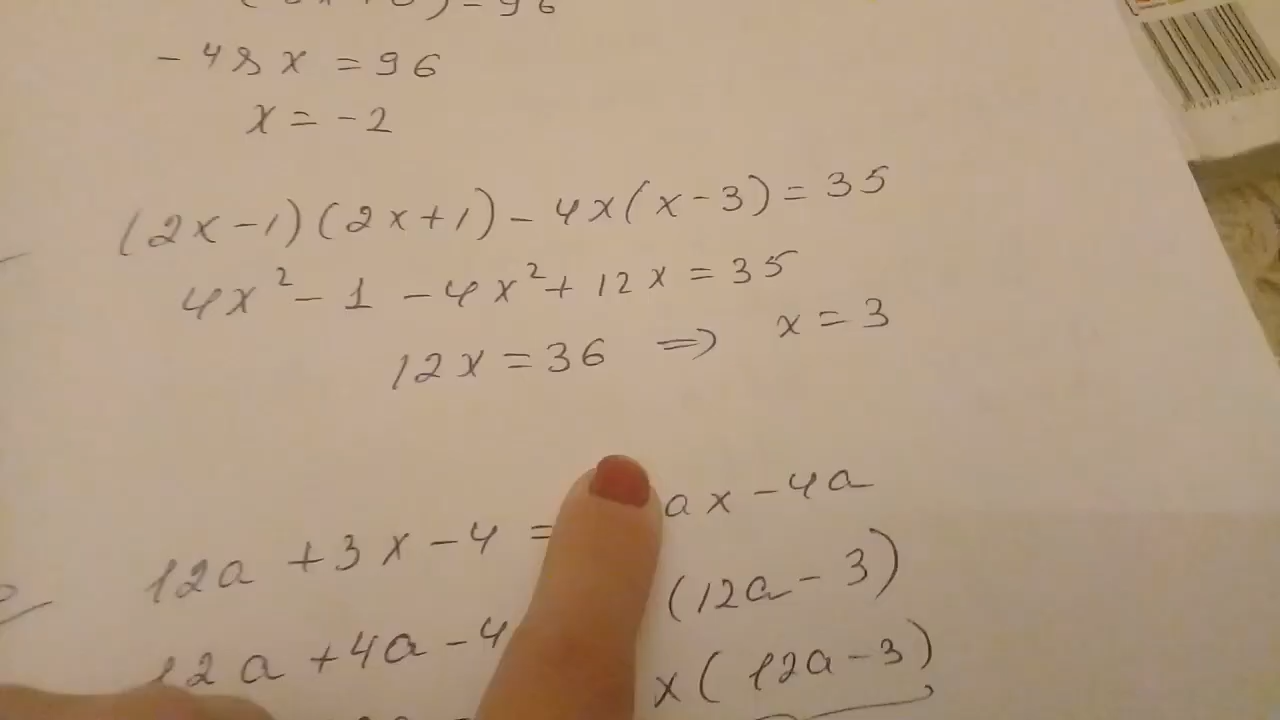 -48x = 96
x = -2
(2x-1)(2x+1) - 4x(x-3) = 35
4x² - 1 - 4x² + 12x = 35
12x = 36 ⇒ x = 3
12a + 3x - 4 = ax - 4a
12a + 4a - 4 (12a - 3)
x(12a - 3)